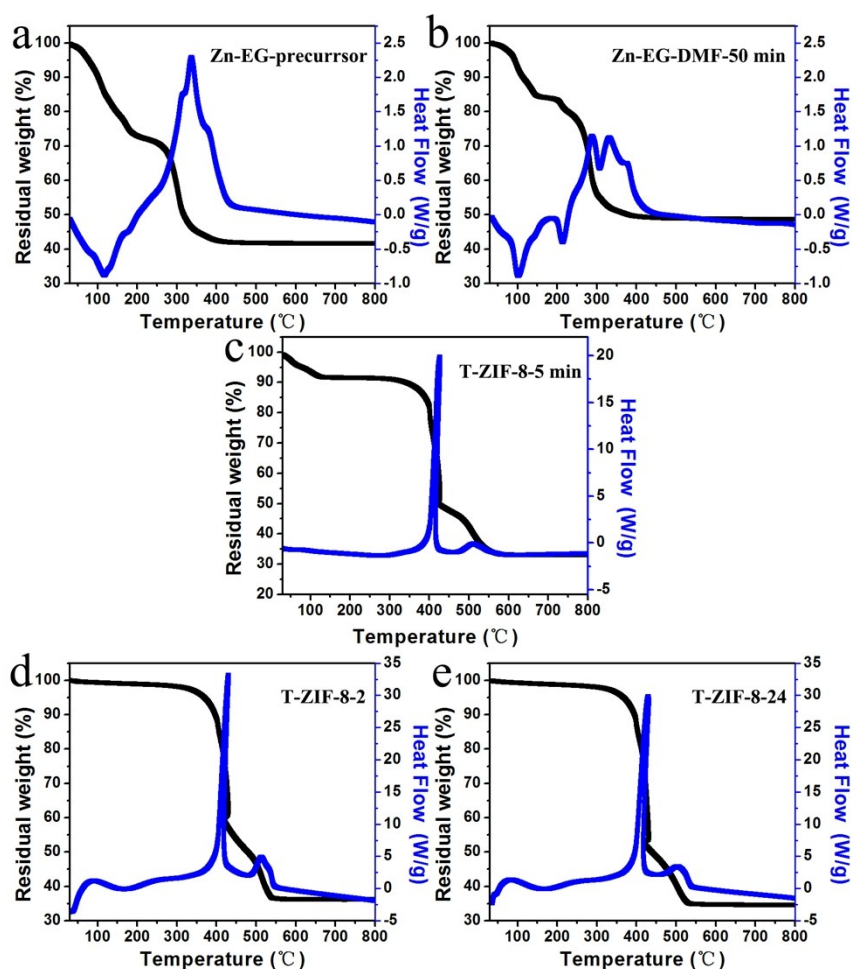 a
Zn-EG-precurrsor
Residual weight (%)
100
90
80
70
60
50
40
30
Heat Flow (W/g)
2.5
2.0
1.5
1.0
0.5
0.0
-0.5
-1.0
100 200 300 400 500 600 700 800
Temperature (℃)
b
Zn-EG-DMF-50 min
Residual weight (%)
100
90
80
70
60
50
40
30
Heat Flow (W/g)
2.5
2.0
1.5
1.0
0.5
0.0
-0.5
-1.0
100 200 300 400 500 600 700 800
Temperature (℃)
c
T-ZIF-8-5 min
Residual weight (%)
100
90
80
70
60
50
40
30
20
Heat Flow (W/g)
20
15
10
5
0
-5
100 200 300 400 500 600 700 800
Temperature (℃)
d
T-ZIF-8-2
Residual weight (%)
100
90
80
70
60
50
40
30
Heat Flow (W/g)
35
30
25
20
15
10
5
0
-5
100 200 300 400 500 600 700 800
Temperature (℃)
e
T-ZIF-8-24
Residual weight (%)
100
90
80
70
60
50
40
30
Heat Flow (W/g)
35
30
25
20
15
10
5
0
-5
100 200 300 400 500 600 700 800
Temperature (℃)